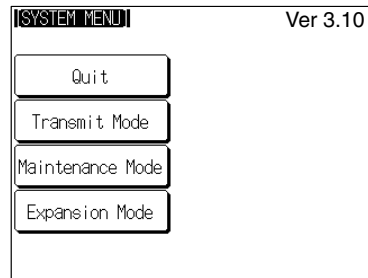 [SYSTEM MENU]
Ver 3.10
Quit
Transmit Mode
Maintenance Mode
Expansion Mode